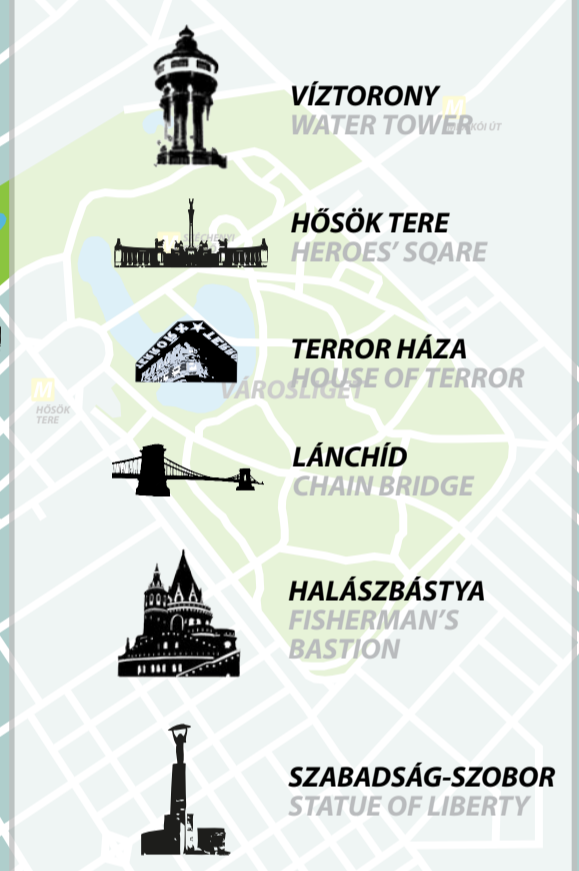 VÍZTORONY
WATER TOWER
M
HŐSÖK TERE
HEROES' SQARE
SZÉCHENYI
TERROR HÁZA
HOUSE OF TERROR
VÁROSLIGET
M
HŐSÖK
TERE
LÁNCHÍD
CHAIN BRIDGE
HALÁSZBÁSTYA
FISHERMAN'S
BASTION
SZABADSÁG-SZOBOR
STATUE OF LIBERTY